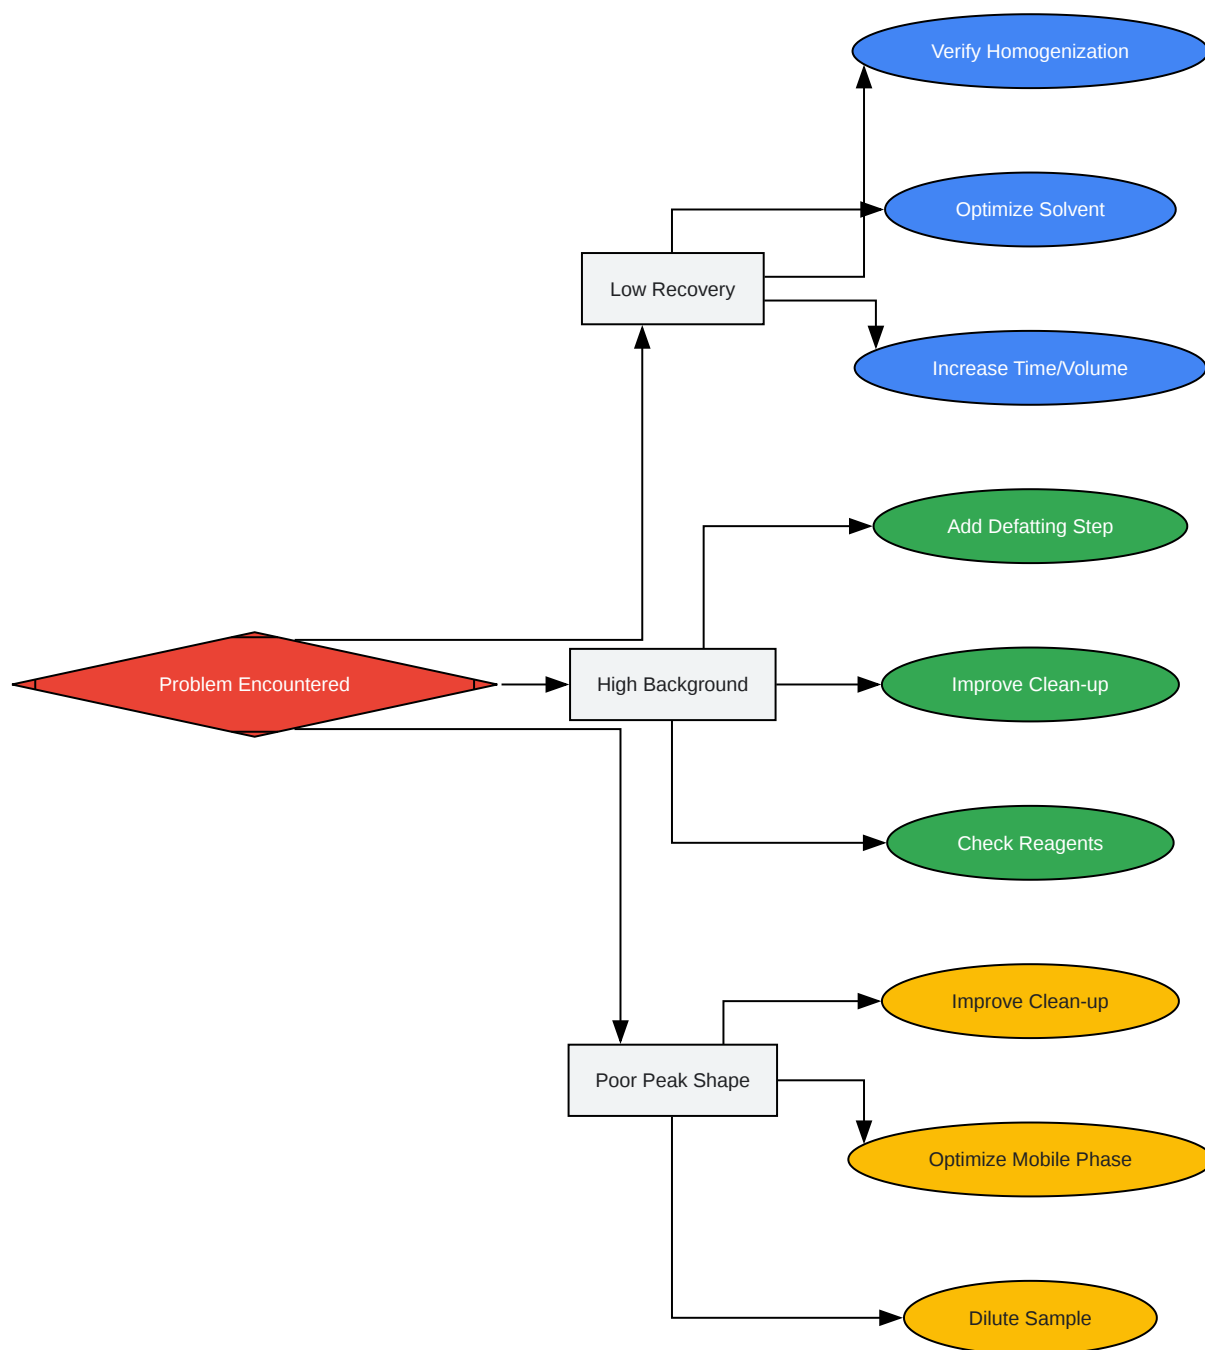 Verify Homogenization
Optimize Solvent
Low Recovery
Increase Time/Volume
Add Defatting Step
Problem Encountered
High Background
Improve Clean-up
Check Reagents
Improve Clean-up
Poor Peak Shape
Optimize Mobile Phase
Dilute Sample